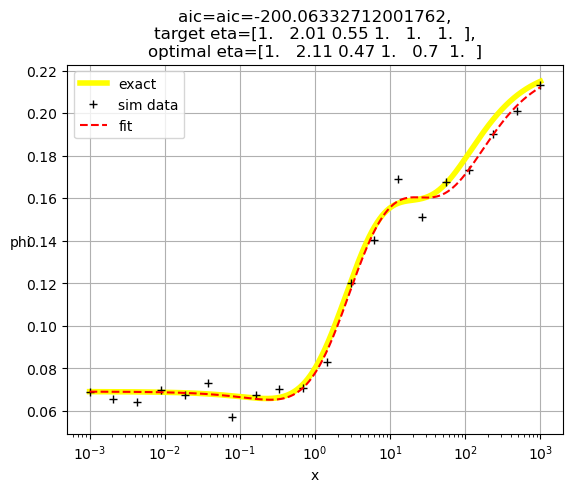 aic=aic=-200.06332712001762,
target eta=[1.   2.01 0.55 1.   1.   1.  ],
optimal eta=[1.   2.11 0.47 1.   0.7  1.  ]
exact
sim data
fit
0.22
0.20
0.18
0.16
0.14
0.12
0.10
0.08
0.06
phi
10⁻³
10⁻²
10⁻¹
10⁰
10¹
10²
10³
x